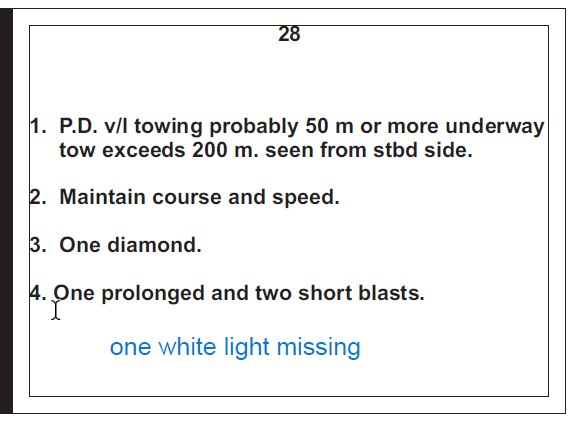 28
1. P.D. v/l towing probably 50 m or more underway
tow exceeds 200 m. seen from stbd side.
2. Maintain course and speed.
3. One diamond.
4. One prolonged and two short blasts.
one white light missing